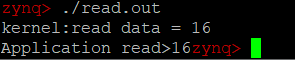 zynq> ./read.out
kernel:read data = 16
Application read>16zynq>